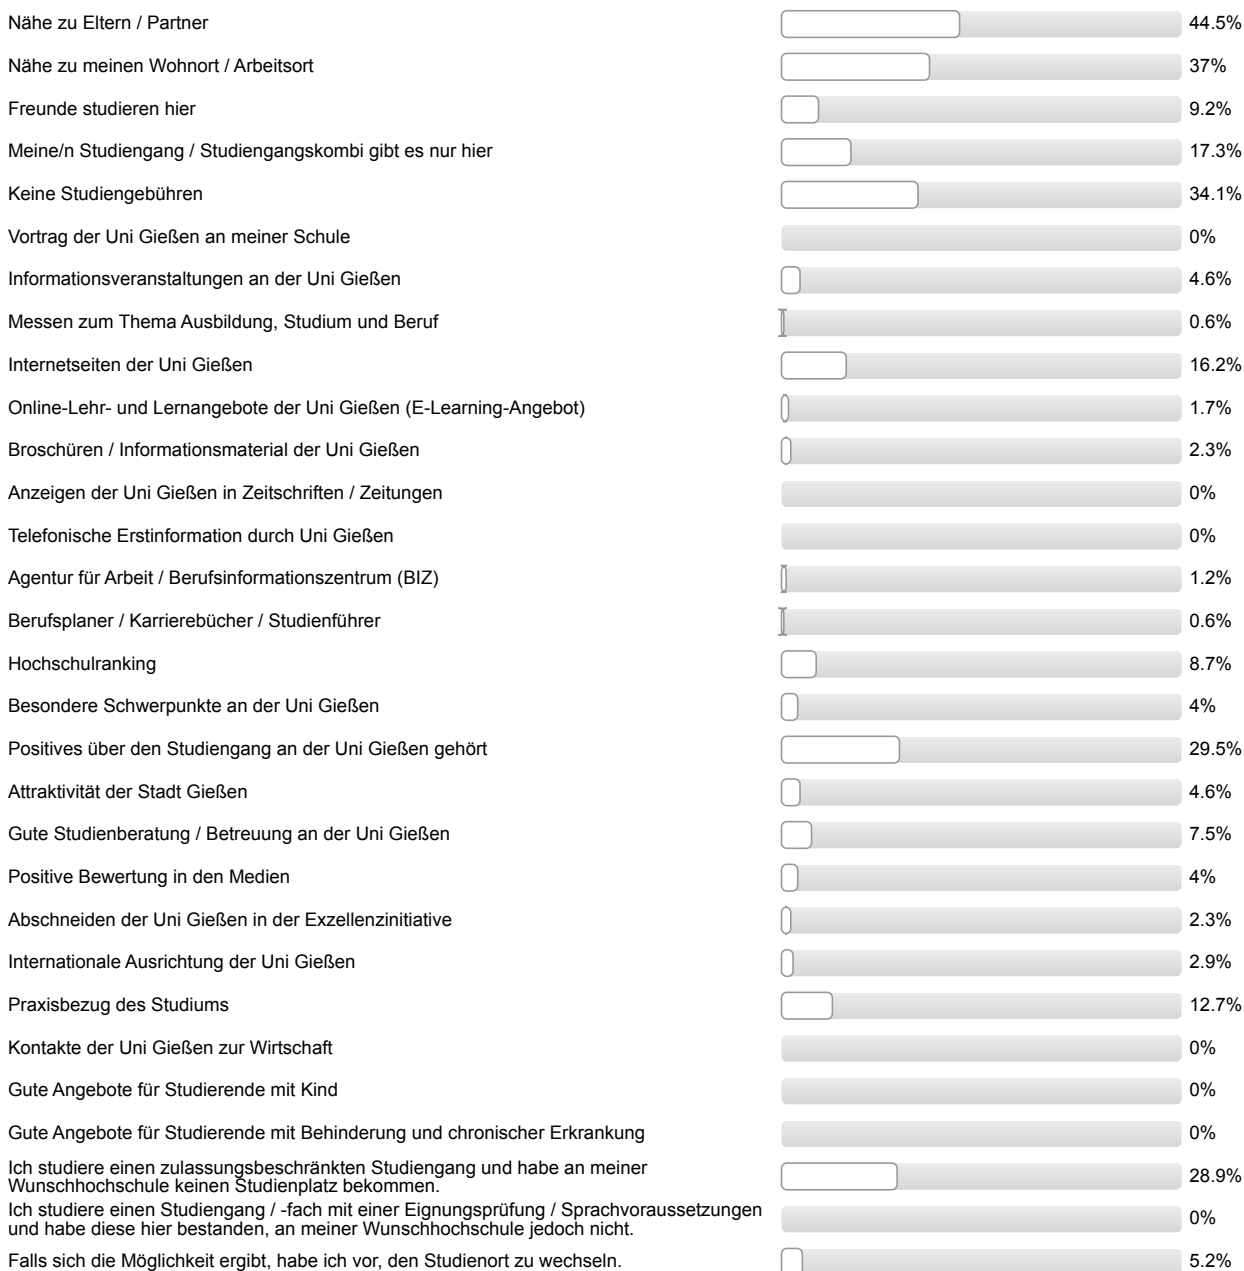 Nähe zu Eltern / Partner 44.5%
Nähe zu meinen Wohnort / Arbeitsort 37%
Freunde studieren hier 9.2%
Meine/n Studiengang / Studiengangskombi gibt es nur hier 17.3%
Keine Studiengebühren 34.1%
Vortrag der Uni Gießen an meiner Schule 0%
Informationsveranstaltungen an der Uni Gießen 4.6%
Messen zum Thema Ausbildung, Studium und Beruf 0.6%
Internetseiten der Uni Gießen 16.2%
Online-Lehr- und Lernangebote der Uni Gießen (E-Learning-Angebot) 1.7%
Broschüren / Informationsmaterial der Uni Gießen 2.3%
Anzeigen der Uni Gießen in Zeitschriften / Zeitungen 0%
Telefonische Erstinformation durch Uni Gießen 0%
Agentur für Arbeit / Berufsinformationszentrum (BIZ) 1.2%
Berufsplaner / Karrierebücher / Studienführer 0.6%
Hochschulranking 8.7%
Besondere Schwerpunkte an der Uni Gießen 4%
Positives über den Studiengang an der Uni Gießen gehört 29.5%
Attraktivität der Stadt Gießen 4.6%
Gute Studienberatung / Betreuung an der Uni Gießen 7.5%
Positive Bewertung in den Medien 4%
Abschneiden der Uni Gießen in der Exzellenzinitiative 2.3%
Internationale Ausrichtung der Uni Gießen 2.9%
Praxisbezug des Studiums 12.7%
Kontakte der Uni Gießen zur Wirtschaft 0%
Gute Angebote für Studierende mit Kind 0%
Gute Angebote für Studierende mit Behinderung und chronischer Erkrankung 0%
Ich studiere einen zulassungsbeschränkten Studiengang und habe an meiner
Wunschhochschule keinen Studienplatz bekommen. 28.9%
Ich studiere einen Studiengang / -fach mit einer Eignungsprüfung / Sprachvoraussetzungen
und habe diese hier bestanden, an meiner Wunschhochschule jedoch nicht. 0%
Falls sich die Möglichkeit ergibt, habe ich vor, den Studienort zu wechseln. 5.2%